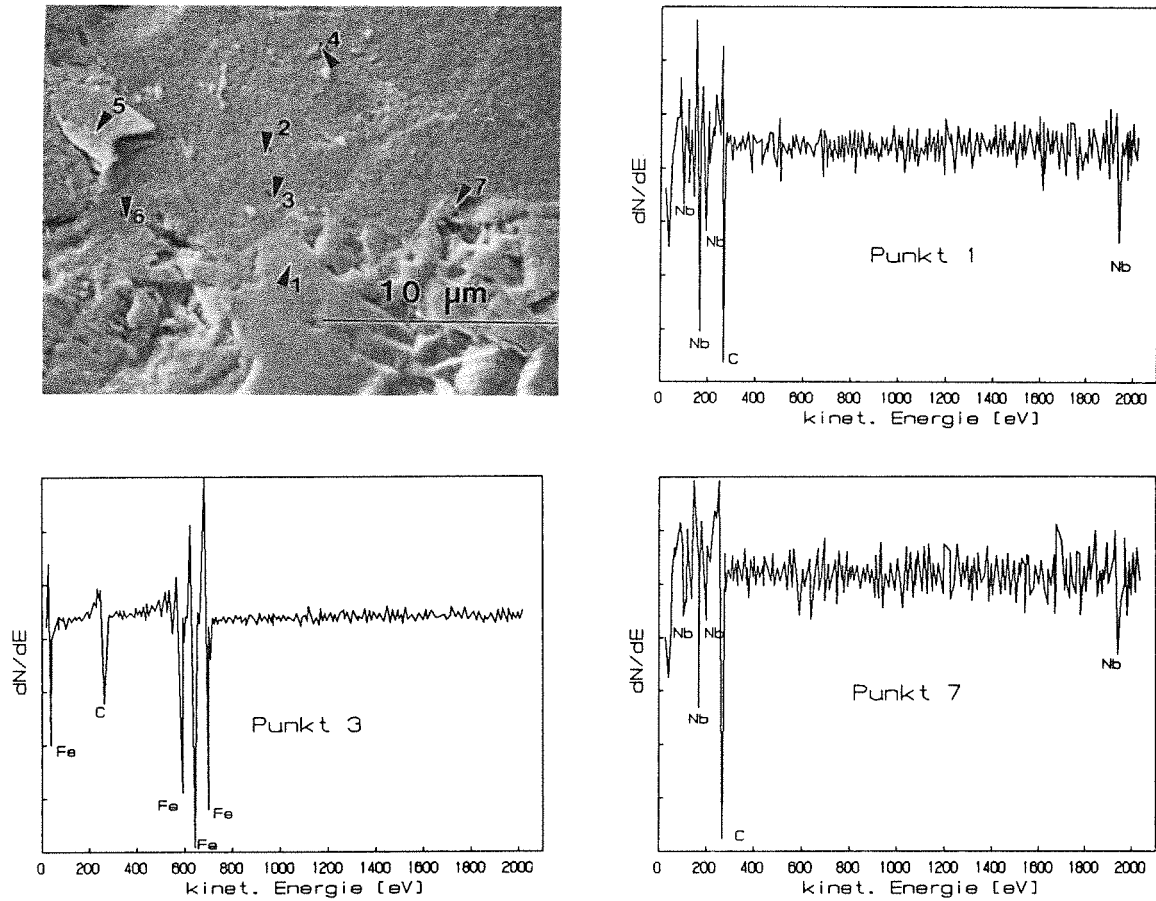 4
5
2
3
7
6
1
10 µm
dN/dE
Nb
Nb
Nb
Nb
C
Punkt 1
0 200 400 600 800 1000 1200 1400 1600 1800 2000
kinet. Energie [eV]
dN/dE
Fe
C
Fe
Fe
Fe
Punkt 3
0 200 400 600 800 1000 1200 1400 1600 1800 2000
kinet. Energie [eV]
dN/dE
Nb
Nb
Nb
Nb
C
Punkt 7
0 200 400 600 800 1000 1200 1400 1600 1800 2000
kinet. Energie [eV]